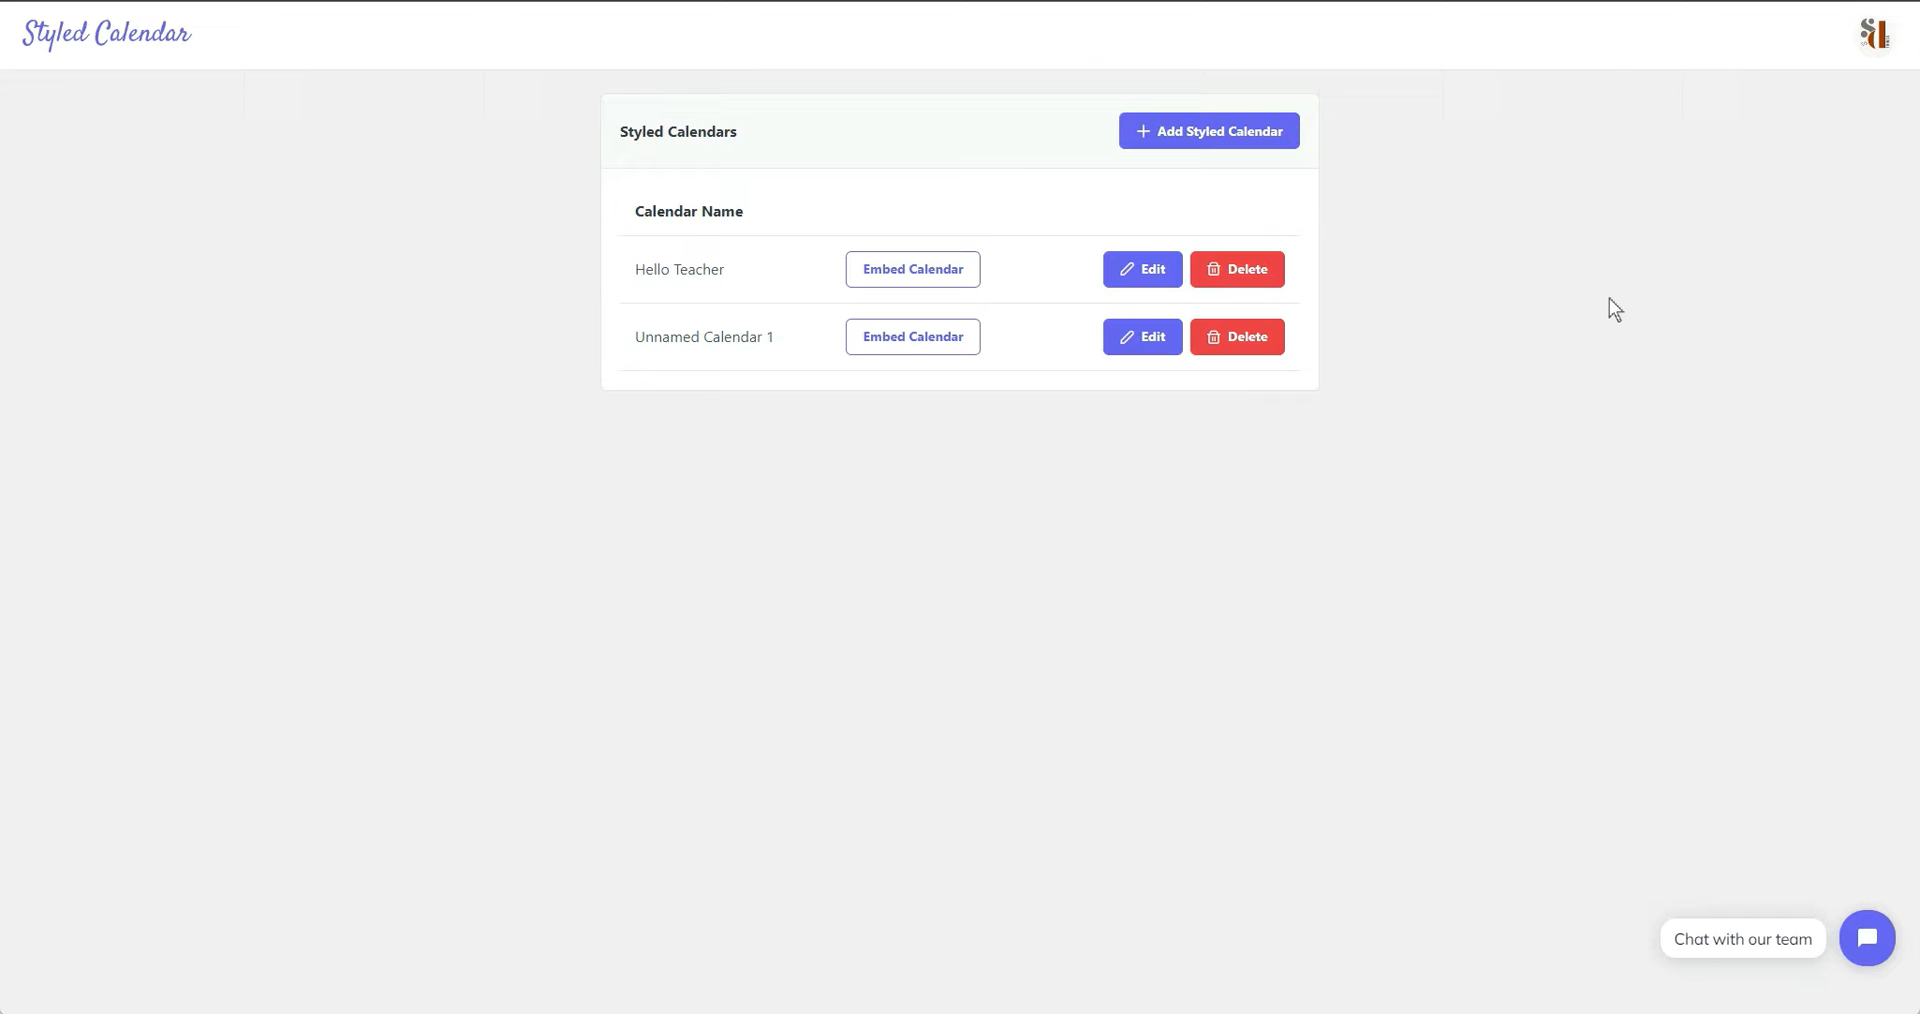 Styled Calendar
Styled Calendars
Add Styled Calendar
Calendar Name
Hello Teacher
Embed Calendar
Edit
Delete
Unnamed Calendar 1
Embed Calendar
Edit
Delete
Chat with our team